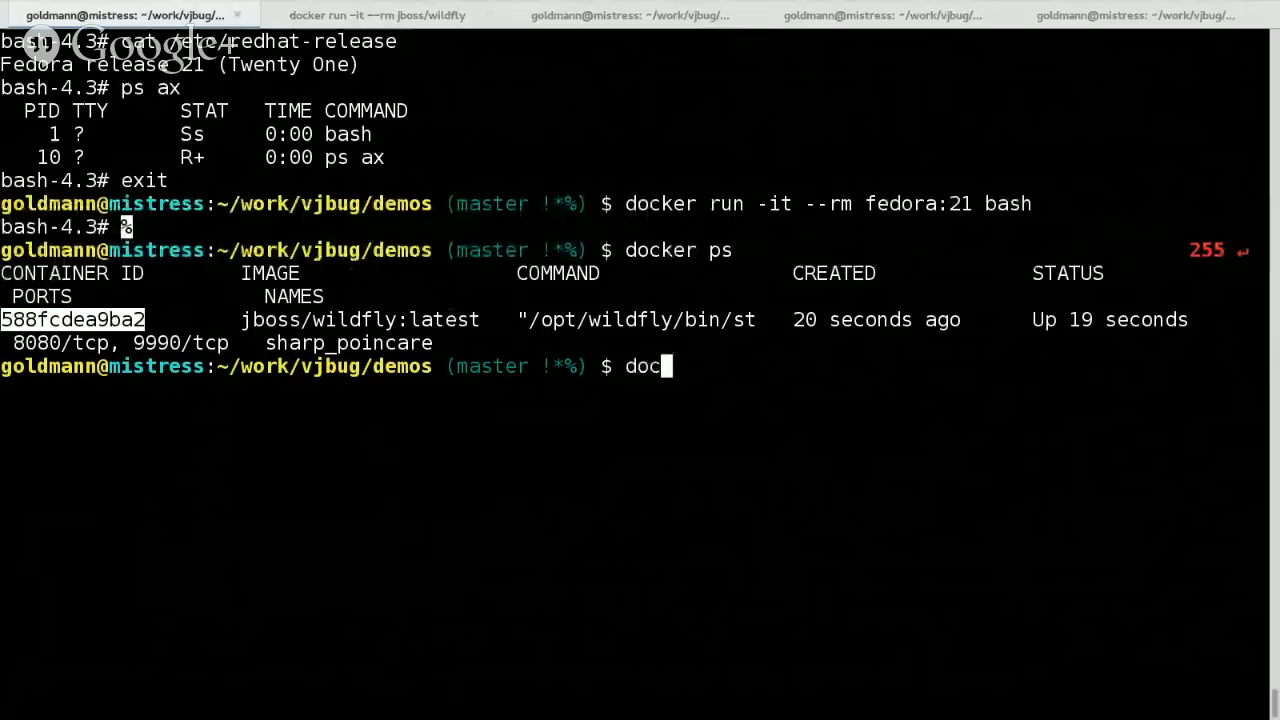 goldmann@mistress: ~/work/vjbug/... docker run -it --rm jboss/wildfly goldmann@mistress: ~/work/vjbug/... goldmann@mistress: ~/work/vjbug/... goldmann@mistress: ~/work/vjbug/...
Google+
bash-4.3# cat /etc/redhat-release
Fedora release 21 (Twenty One)
bash-4.3# ps ax
PID TTY STAT TIME COMMAND
1 ? Ss 0:00 bash
10 ? R+ 0:00 ps ax
bash-4.3# exit
goldmann@mistress:~/work/vjbug/demos (master !*%) $ docker run -it --rm fedora:21 bash
bash-4.3# %
goldmann@mistress:~/work/vjbug/demos (master !*%) $ docker ps 255 ↵
CONTAINER ID IMAGE COMMAND CREATED STATUS
PORTS NAMES
588fcdea9ba2 jboss/wildfly:latest "/opt/wildfly/bin/st 20 seconds ago Up 19 seconds
8080/tcp, 9990/tcp sharp_poincare
goldmann@mistress:~/work/vjbug/demos (master !*%) $ doc